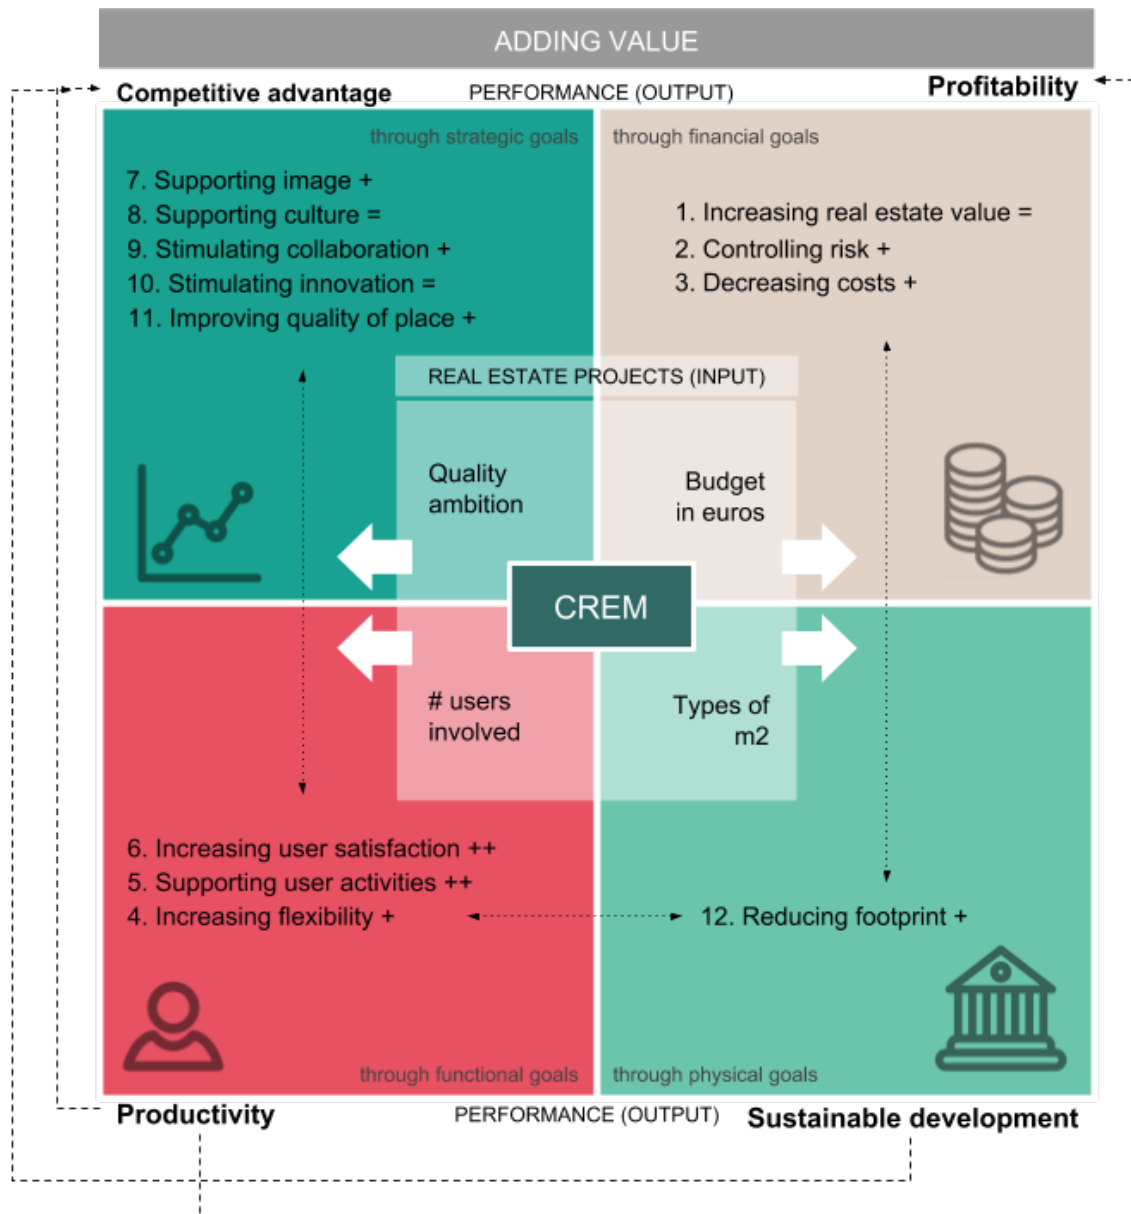 ADDING VALUE
Competitive advantage
PERFORMANCE (OUTPUT)
Profitability
through strategic goals
through financial goals
7. Supporting image +
8. Supporting culture =
9. Stimulating collaboration +
10. Stimulating innovation =
11. Improving quality of place +
1. Increasing real estate value =
2. Controlling risk +
3. Decreasing costs +
REAL ESTATE PROJECTS (INPUT)
Quality
ambition
Budget
in euros
CREM
# users
involved
Types of
m2
6. Increasing user satisfaction ++
5. Supporting user activities ++
4. Increasing flexibility +
12. Reducing footprint +
through functional goals
through physical goals
Productivity
PERFORMANCE (OUTPUT)
Sustainable development